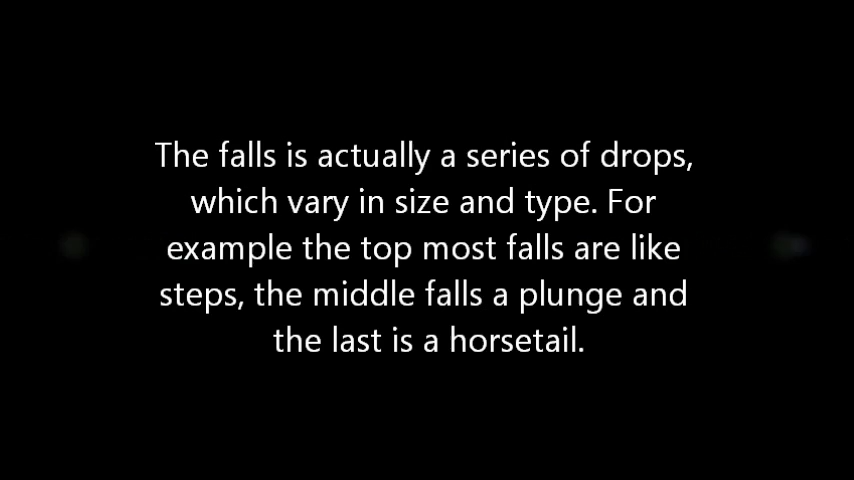 The falls is actually a series of drops,
which vary in size and type. For
example the top most falls are like
steps, the middle falls a plunge and
the last is a horsetail.